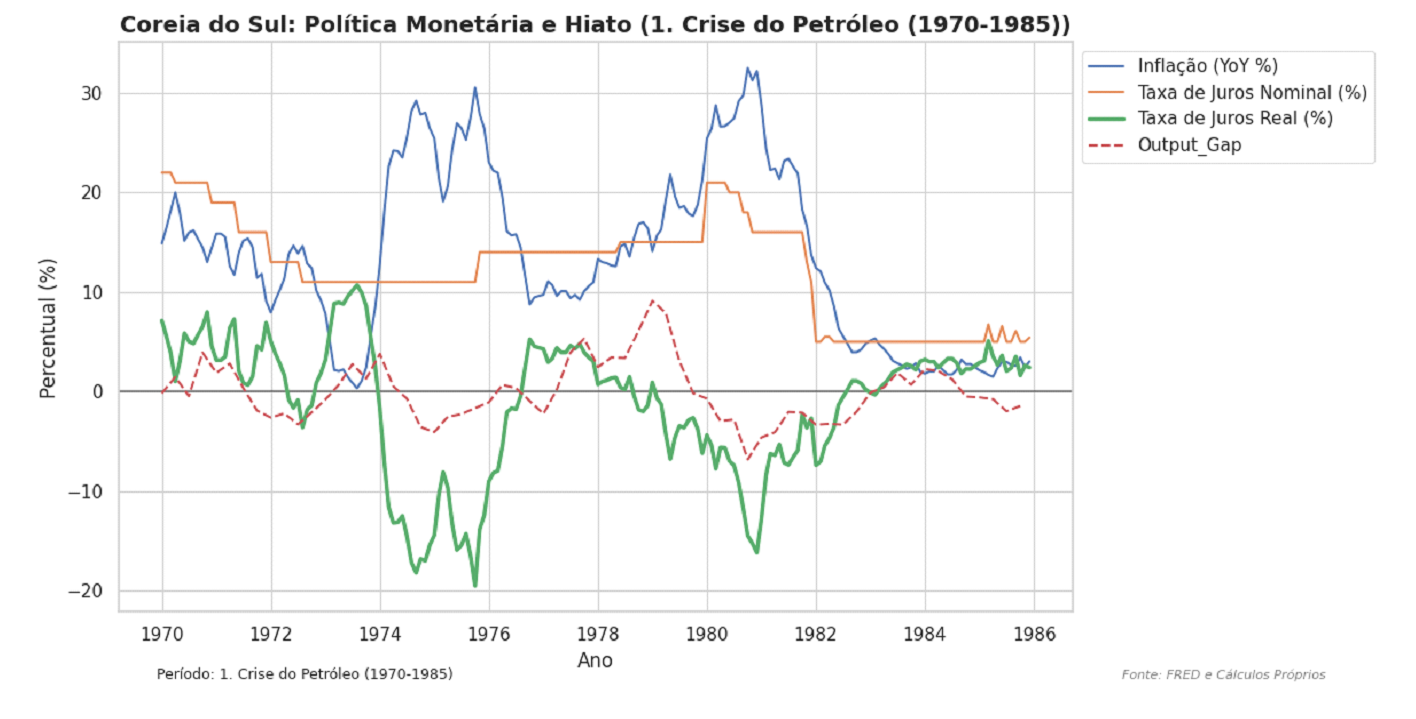 Coreia do Sul: Política Monetária e Hiato (1. Crise do Petróleo (1970-1985))
Inflação (YoY %)
Taxa de Juros Nominal (%)
Taxa de Juros Real (%)
Output_Gap
Percentual (%)
30
20
10
0
−10
−20
1970 1972 1974 1976 1978 1980 1982 1984 1986
Ano
Período: 1. Crise do Petróleo (1970-1985)
Fonte: FRED e Cálculos Próprios